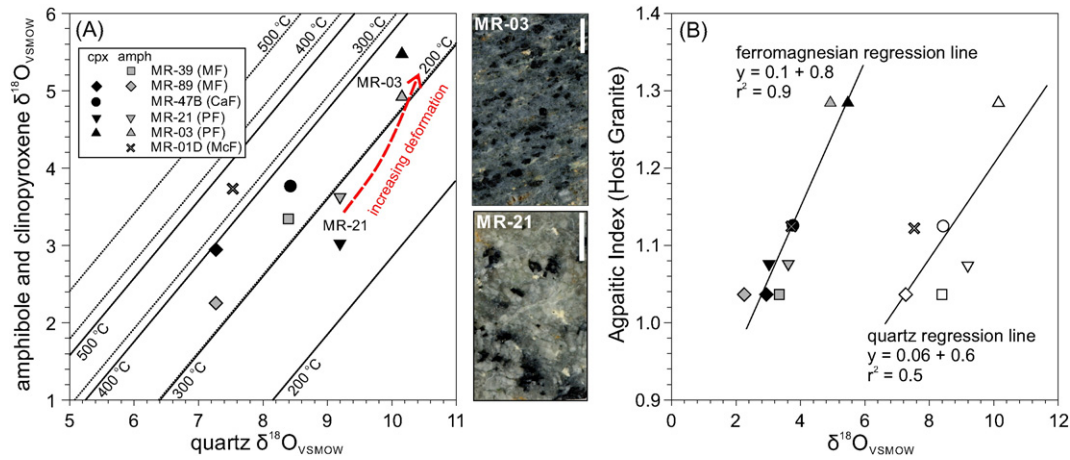 (A)
6
5
4
3
2
1
amphibole and clinopyroxene δ¹⁸O_VSMOW
5
6
7
8
9
10
11
quartz δ¹⁸O_VSMOW
500 °C
400 °C
300 °C
200 °C
cpx amph
MR-39 (MF)
MR-89 (MF)
MR-47B (CaF)
MR-21 (PF)
MR-03 (PF)
MR-01D (McF)
MR-03
MR-21
increasing deformation
500 °C
400 °C
300 °C
200 °C
MR-03
MR-21
(B)
1.4
1.3
1.2
1.1
1.0
0.9
Agpaitic Index (Host Granite)
0
2
4
6
8
10
12
δ¹⁸O_VSMOW
ferromagnesian regression line
y = 0.1 + 0.8
r² = 0.9
quartz regression line
y = 0.06 + 0.6
r² = 0.5